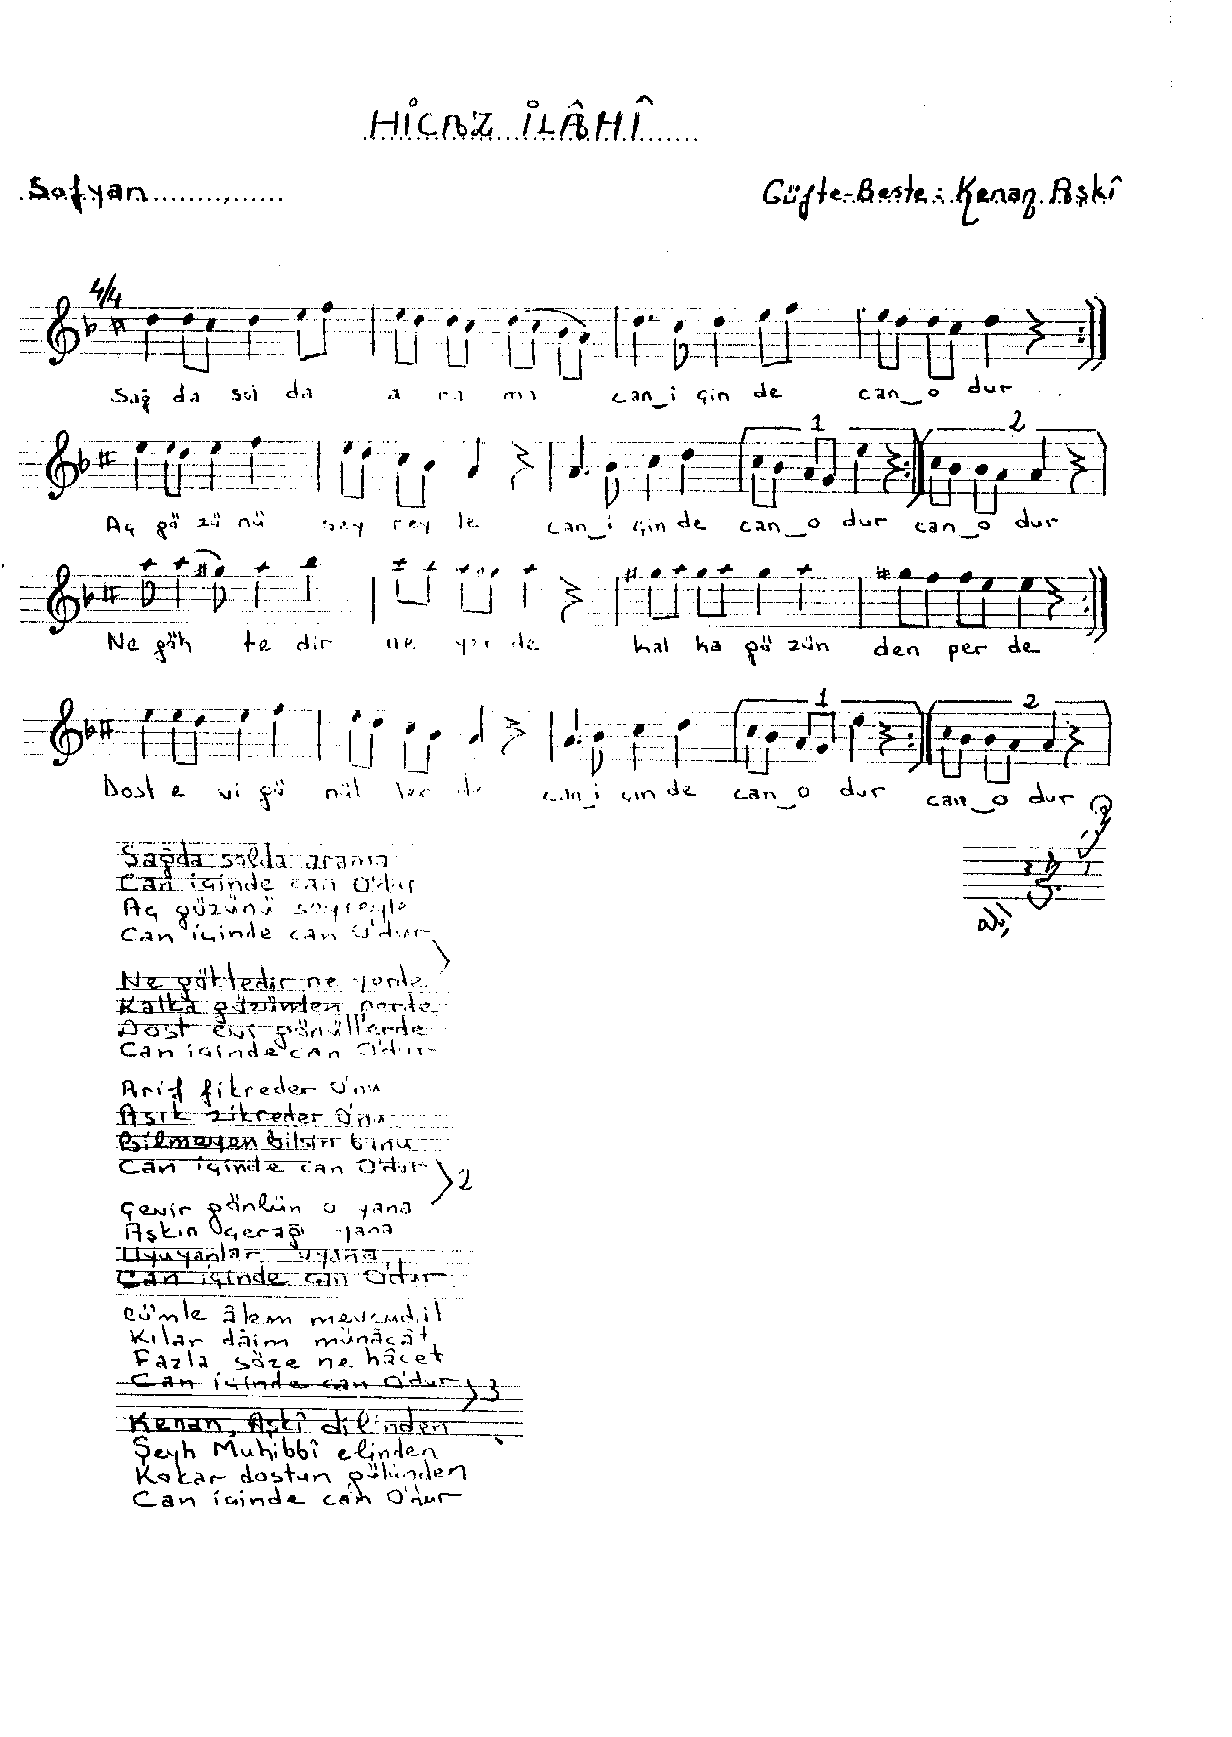 HİCAZ İLÂHÎ
Sofyan
Güfte-Beste: Kenan Aşkî
4/4
Sağ da sol da a ra ma can_i çin de can_o dur
1 2
Aç gö zü nü sey rey le can_i çin de can_o dur can_o dur
Ne gök te dir ne yer de kal ka gö zün den per de
1 2
Dost e vi gö nül ler de can_i çin de can_o dur can_o dur
Sağda solda arama
Can içinde can O'dur
Aç gözünü seyreyle
Can içinde can O'dur
Ne göktedir ne yerde
Kalka gözünden perde
Dost evi gönüllerde
Can içinde can O'dur
Arif fikreder O'nu
Aşık zikreder O'nu
Bilmeyen bilsin bunu
Can içinde can O'dur
2
Çevir gönlün o yana
Aşkın çerağı yana
Uyuyanlar uyana
Can içinde can O'dur
Cümle âlem mevcudil
Kılar dâim münâcât
Fazla söze ne hâcet
Can içinde can O'dur
3
Kenan, Aşkî dilinden
Şeyh Muhibbî elinden
Kokar dostun gülünden
Can içinde can O'dur